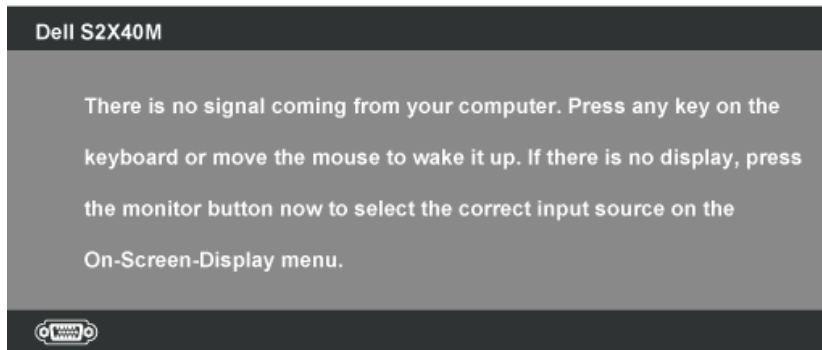 Dell S2X40M
There is no signal coming from your computer. Press any key on the
keyboard or move the mouse to wake it up. If there is no display, press
the monitor button now to select the correct input source on the
On-Screen-Display menu.